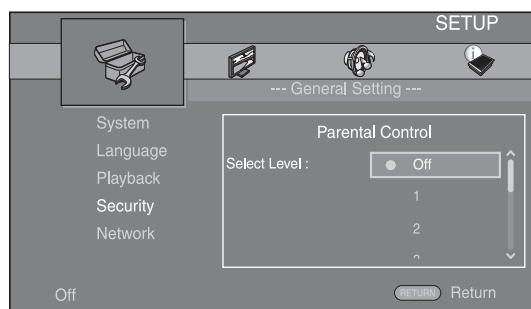 SETUP
--- General Setting ---
System
Language
Playback
Security
Network
Parental Control
Select Level :
Off
1
2
Off
RETURN Return